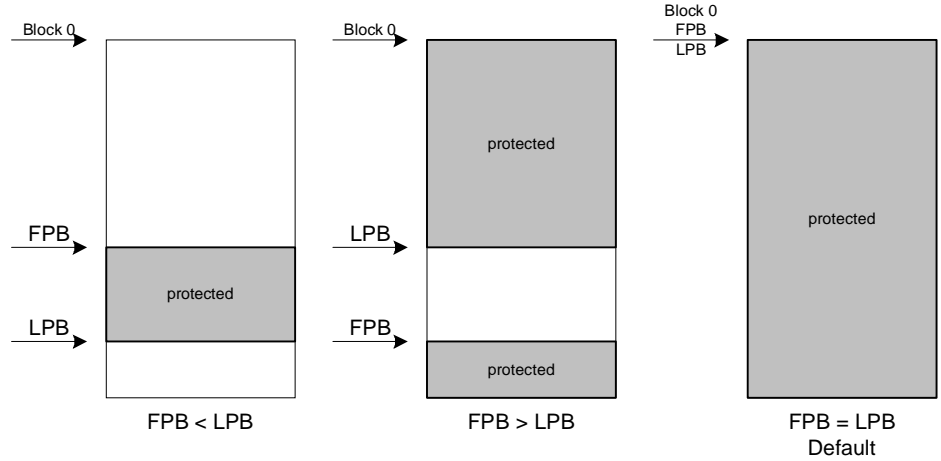 Block 0
FPB
protected
LPB
FPB < LPB
Block 0
protected
LPB
FPB
protected
FPB > LPB
Block 0
FPB
LPB
protected
FPB = LPB
Default